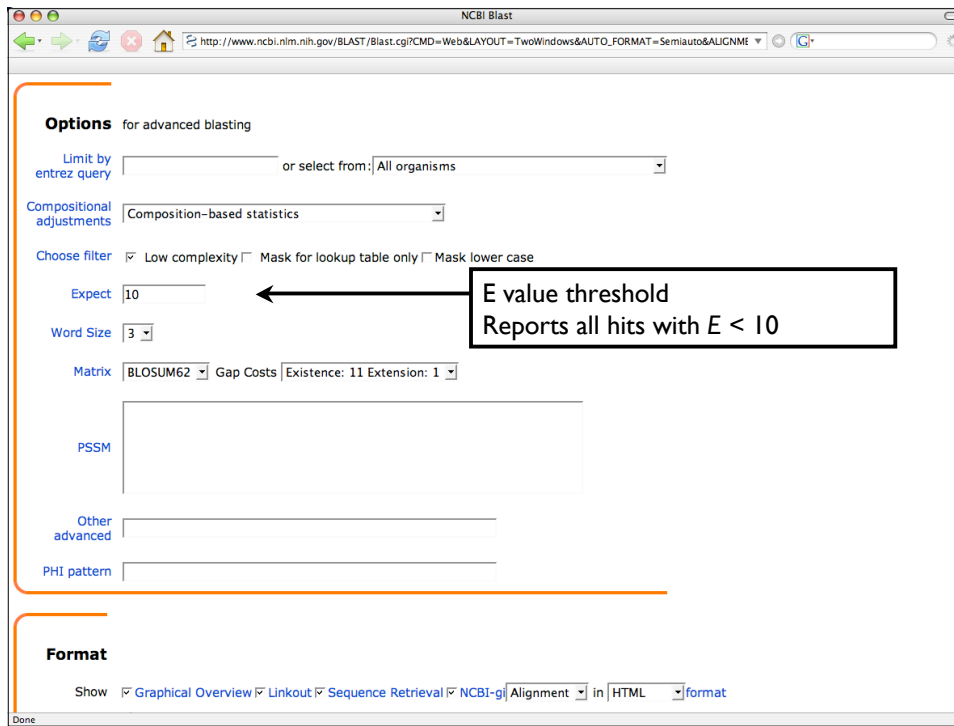 NCBI Blast
http://www.ncbi.nlm.nih.gov/BLAST/Blast.cgi?CMD=Web&LAYOUT=TwoWindows&AUTO_FORMAT=Semiauto&ALIGNME
G
Options for advanced blasting
Limit by entrez query or select from: All organisms
Compositional adjustments Composition-based statistics
Choose filter Low complexity Mask for lookup table only Mask lower case
Expect 10
E value threshold
Reports all hits with E < 10
Word Size 3
Matrix BLOSUM62 Gap Costs Existence: 11 Extension: 1
PSSM
Other advanced
PHI pattern
Format
Show Graphical Overview Linkout Sequence Retrieval NCBI-gi Alignment in HTML format
Done